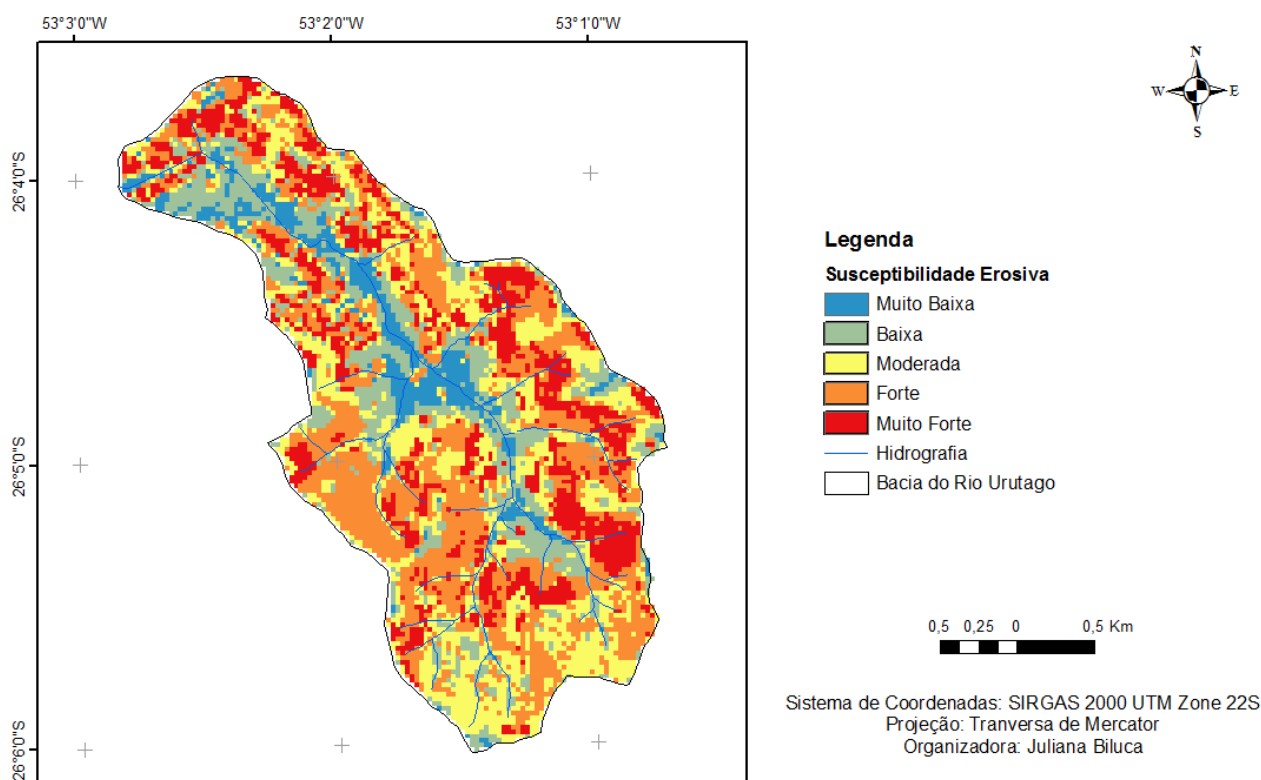 53°3'0"W 53°2'0"W 53°1'0"W
N
W E
S
26°4'0"S
26°5'0"S
26°6'0"S
Legenda
Susceptibilidade Erosiva
Muito Baixa
Baixa
Moderada
Forte
Muito Forte
Hidrografia
Bacia do Rio Urutago
0,5 0,25 0 0,5 Km
Sistema de Coordenadas: SIRGAS 2000 UTM Zone 22S
Projeção: Tranversa de Mercator
Organizadora: Juliana Biluca